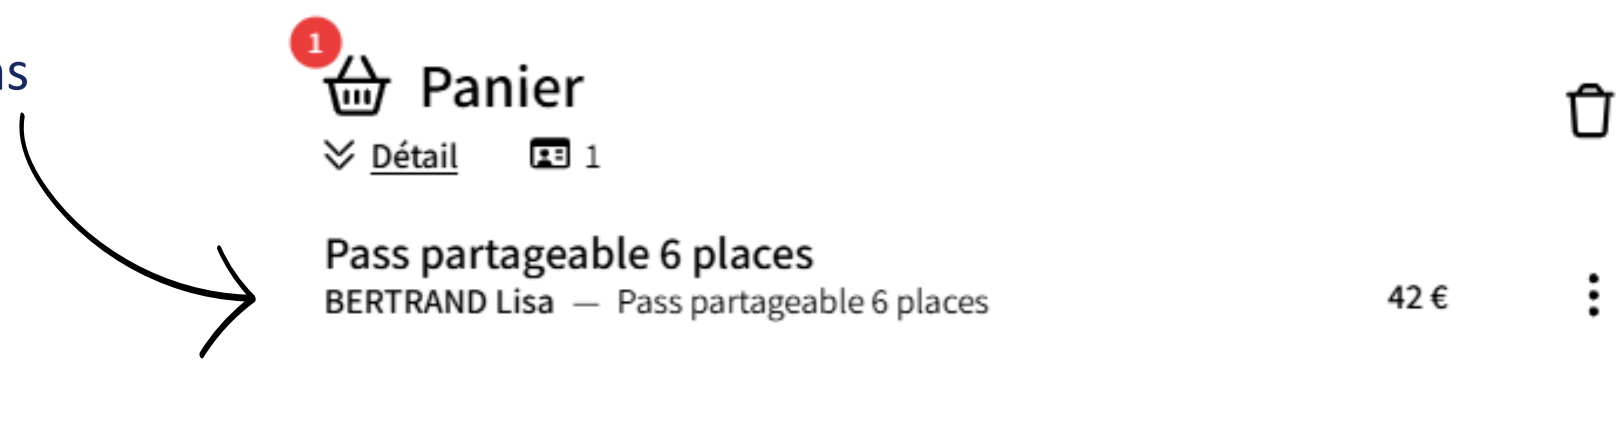 1
Panier
Détail 1
Pass partageable 6 places
BERTRAND Lisa — Pass partageable 6 places 42 €